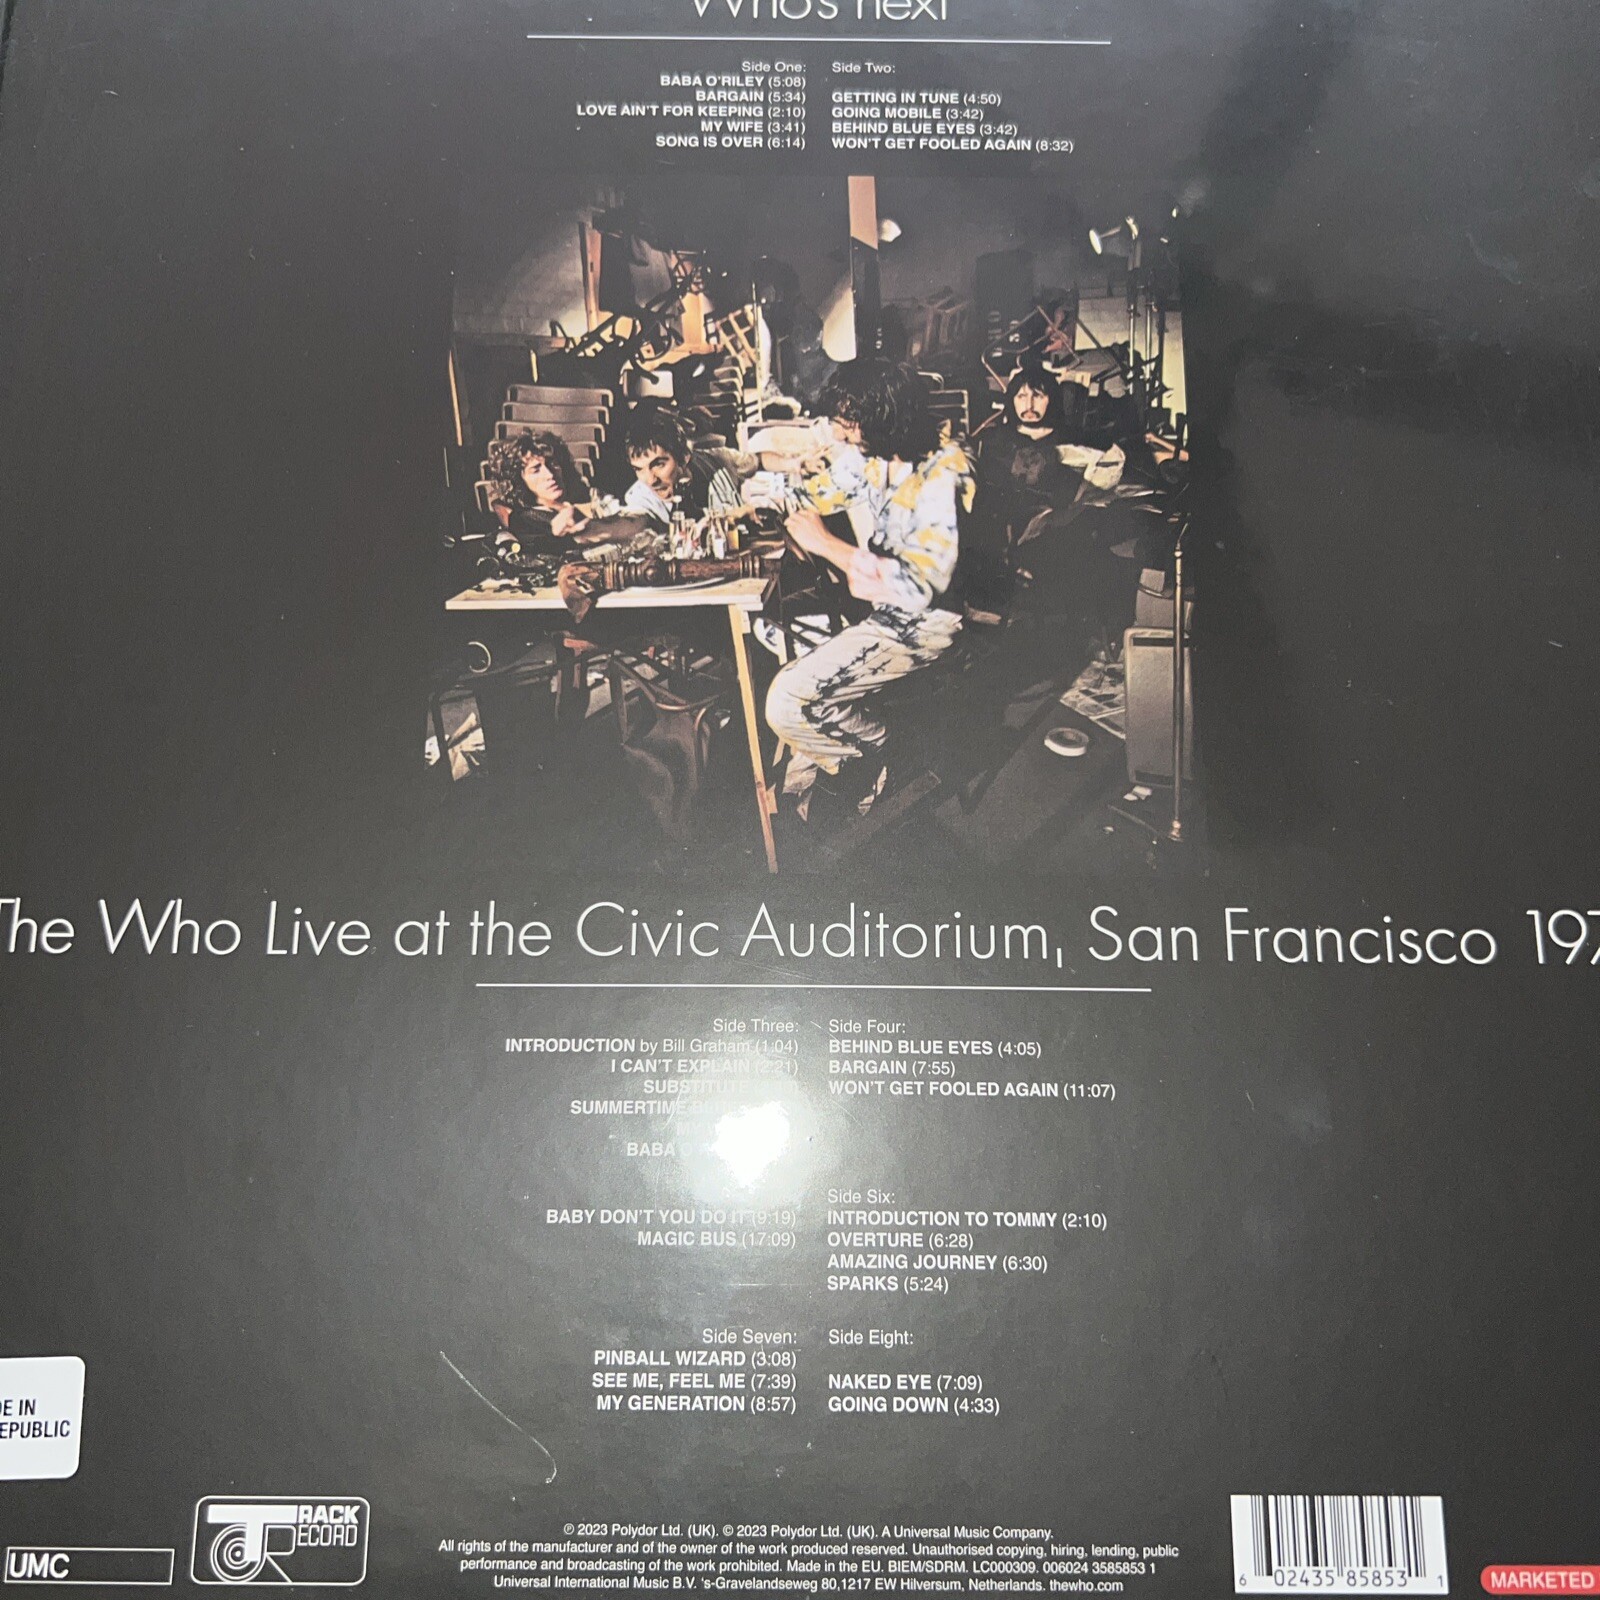 Who's next
Side One:
BABA O'RILEY (5:08)
BARGAIN (5:34)
LOVE AIN'T FOR KEEPING (2:10)
MY WIFE (3:41)
SONG IS OVER (6:14)
Side Two:
GETTING IN TUNE (4:50)
GOING MOBILE (3:42)
BEHIND BLUE EYES (3:42)
WON'T GET FOOLED AGAIN (8:32)
The Who Live at the Civic Auditorium, San Francisco 197
Side Three:
INTRODUCTION by Bill Graham (1:04)
I CAN'T EXPLAIN (2:21)
SUBSTITUTE
SUMMERTIME
BABA O
Side Four:
BEHIND BLUE EYES (4:05)
BARGAIN (7:55)
WON'T GET FOOLED AGAIN (11:07)
BABY DON'T YOU DO IT (9:19)
MAGIC BUS (17:09)
Side Six:
INTRODUCTION TO TOMMY (2:10)
OVERTURE (6:28)
AMAZING JOURNEY (6:30)
SPARKS (5:24)
Side Seven:
PINBALL WIZARD (3:08)
SEE ME, FEEL ME (7:39)
MY GENERATION (8:57)
Side Eight:
NAKED EYE (7:09)
GOING DOWN (4:33)
E IN
EPUBLIC
UMC
TRACK
RECORD
℗ 2023 Polydor Ltd. (UK). © 2023 Polydor Ltd. (UK). A Universal Music Company.
All rights of the manufacturer and of the owner of the work produced reserved. Unauthorised copying, hiring, lending, public
performance and broadcasting of the work prohibited. Made in the EU. BIEM/SDRM. LC000309. 006024 3585853 1
Universal International Music B.V. 's-Gravelandseweg 80,1217 EW Hilversum, Netherlands. thewho.com
6 02435 85853 1
MARKETED